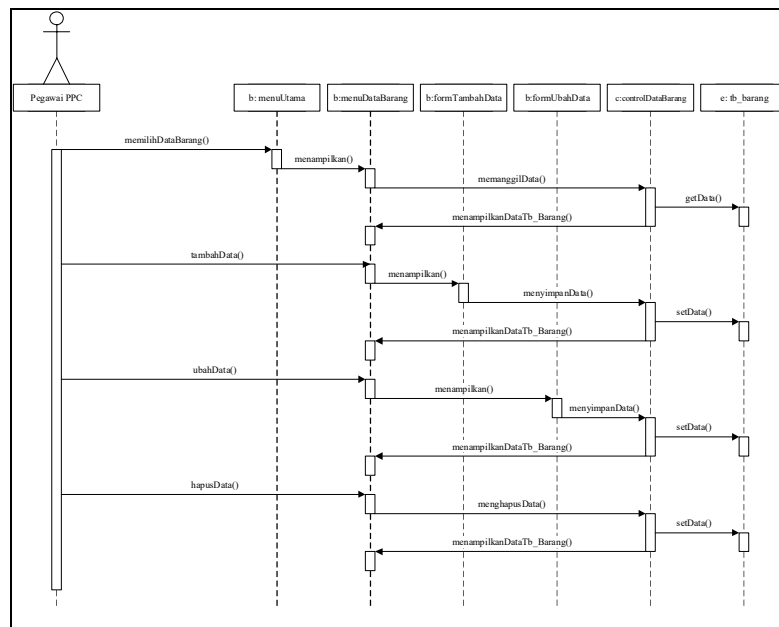 Pegawai PPC
b: menuUtama
b:menuDataBarang
b:formTambahData
b:formUbahData
c:controlDataBarang
e: tb_barang
memilihDataBarang()
menampilkan()
memanggilData()
getData()
menampilkanDataTb_Barang()
tambahData()
menampilkan()
menyimpanData()
setData()
menampilkanDataTb_Barang()
ubahData()
menampilkan()
menyimpanData()
setData()
menampilkanDataTb_Barang()
hapusData()
menghapusData()
setData()
menampilkanDataTb_Barang()